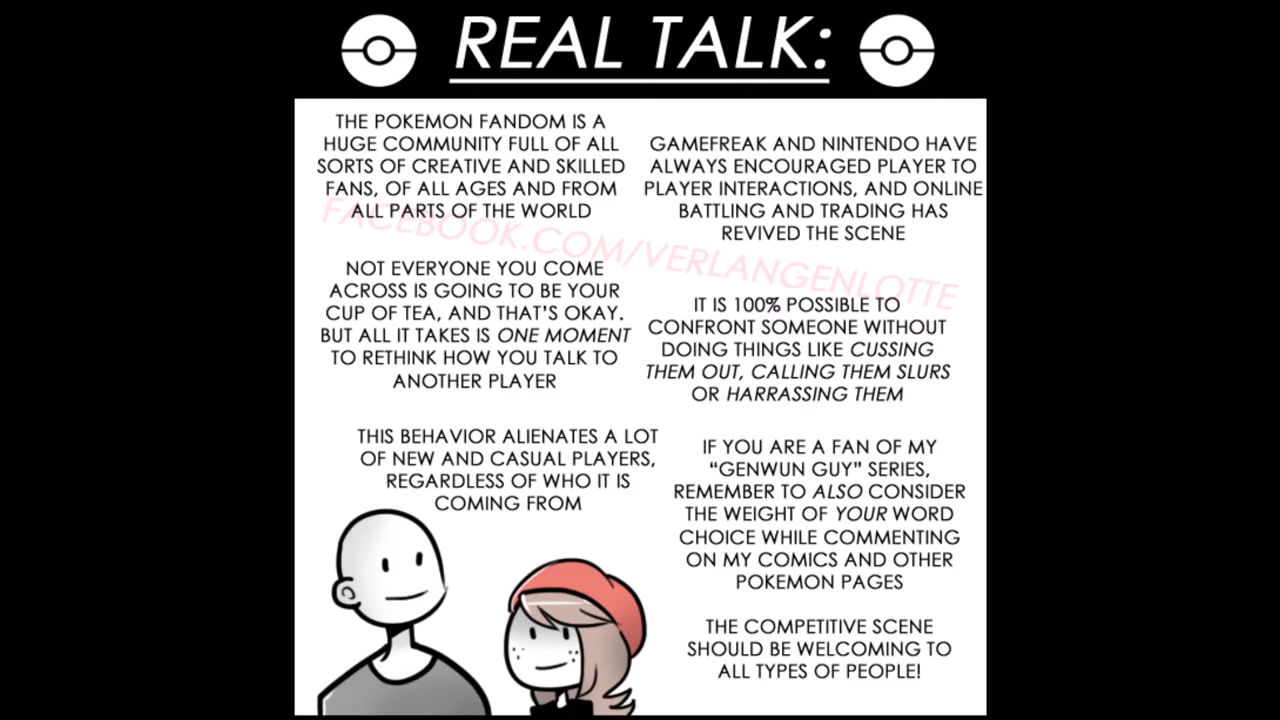 REAL TALK:
THE POKEMON FANDOM IS A
HUGE COMMUNITY FULL OF ALL
SORTS OF CREATIVE AND SKILLED
FANS, OF ALL AGES AND FROM
ALL PARTS OF THE WORLD
GAMEFREAK AND NINTENDO HAVE
ALWAYS ENCOURAGED PLAYER TO
PLAYER INTERACTIONS, AND ONLINE
BATTLING AND TRADING HAS
REVIVED THE SCENE
FACEBOOK.COM/VERLANGENLOTTE
NOT EVERYONE YOU COME
ACROSS IS GOING TO BE YOUR
CUP OF TEA, AND THAT'S OKAY.
BUT ALL IT TAKES IS ONE MOMENT
TO RETHINK HOW YOU TALK TO
ANOTHER PLAYER
IT IS 100% POSSIBLE TO
CONFRONT SOMEONE WITHOUT
DOING THINGS LIKE CUSSING
THEM OUT, CALLING THEM SLURS
OR HARRASSING THEM
THIS BEHAVIOR ALIENATES A LOT
OF NEW AND CASUAL PLAYERS,
REGARDLESS OF WHO IT IS
COMING FROM
IF YOU ARE A FAN OF MY
“GENWUN GUY” SERIES,
REMEMBER TO ALSO CONSIDER
THE WEIGHT OF YOUR WORD
CHOICE WHILE COMMENTING
ON MY COMICS AND OTHER
POKEMON PAGES
THE COMPETITIVE SCENE
SHOULD BE WELCOMING TO
ALL TYPES OF PEOPLE!